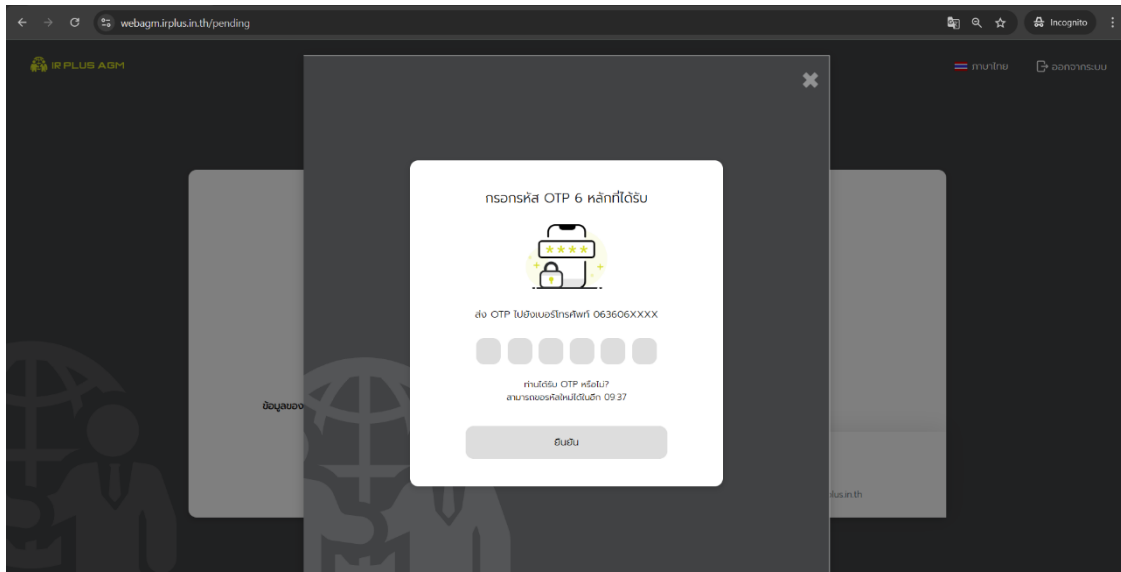 webagm.irplus.in.th/pending
Incognito
IR PLUS AGM
ภาษาไทย
ออกจากระบบ
กรอกรหัส OTP 6 หลักที่ได้รับ
****
ส่ง OTP ไปยังเบอร์โทรศัพท์ 063606XXXX
ท่านได้รับ OTP หรือไม่?
สามารถขอรหัสใหม่ได้ในอีก 09:37
ข้อมูลของ
ยืนยัน
plus.in.th